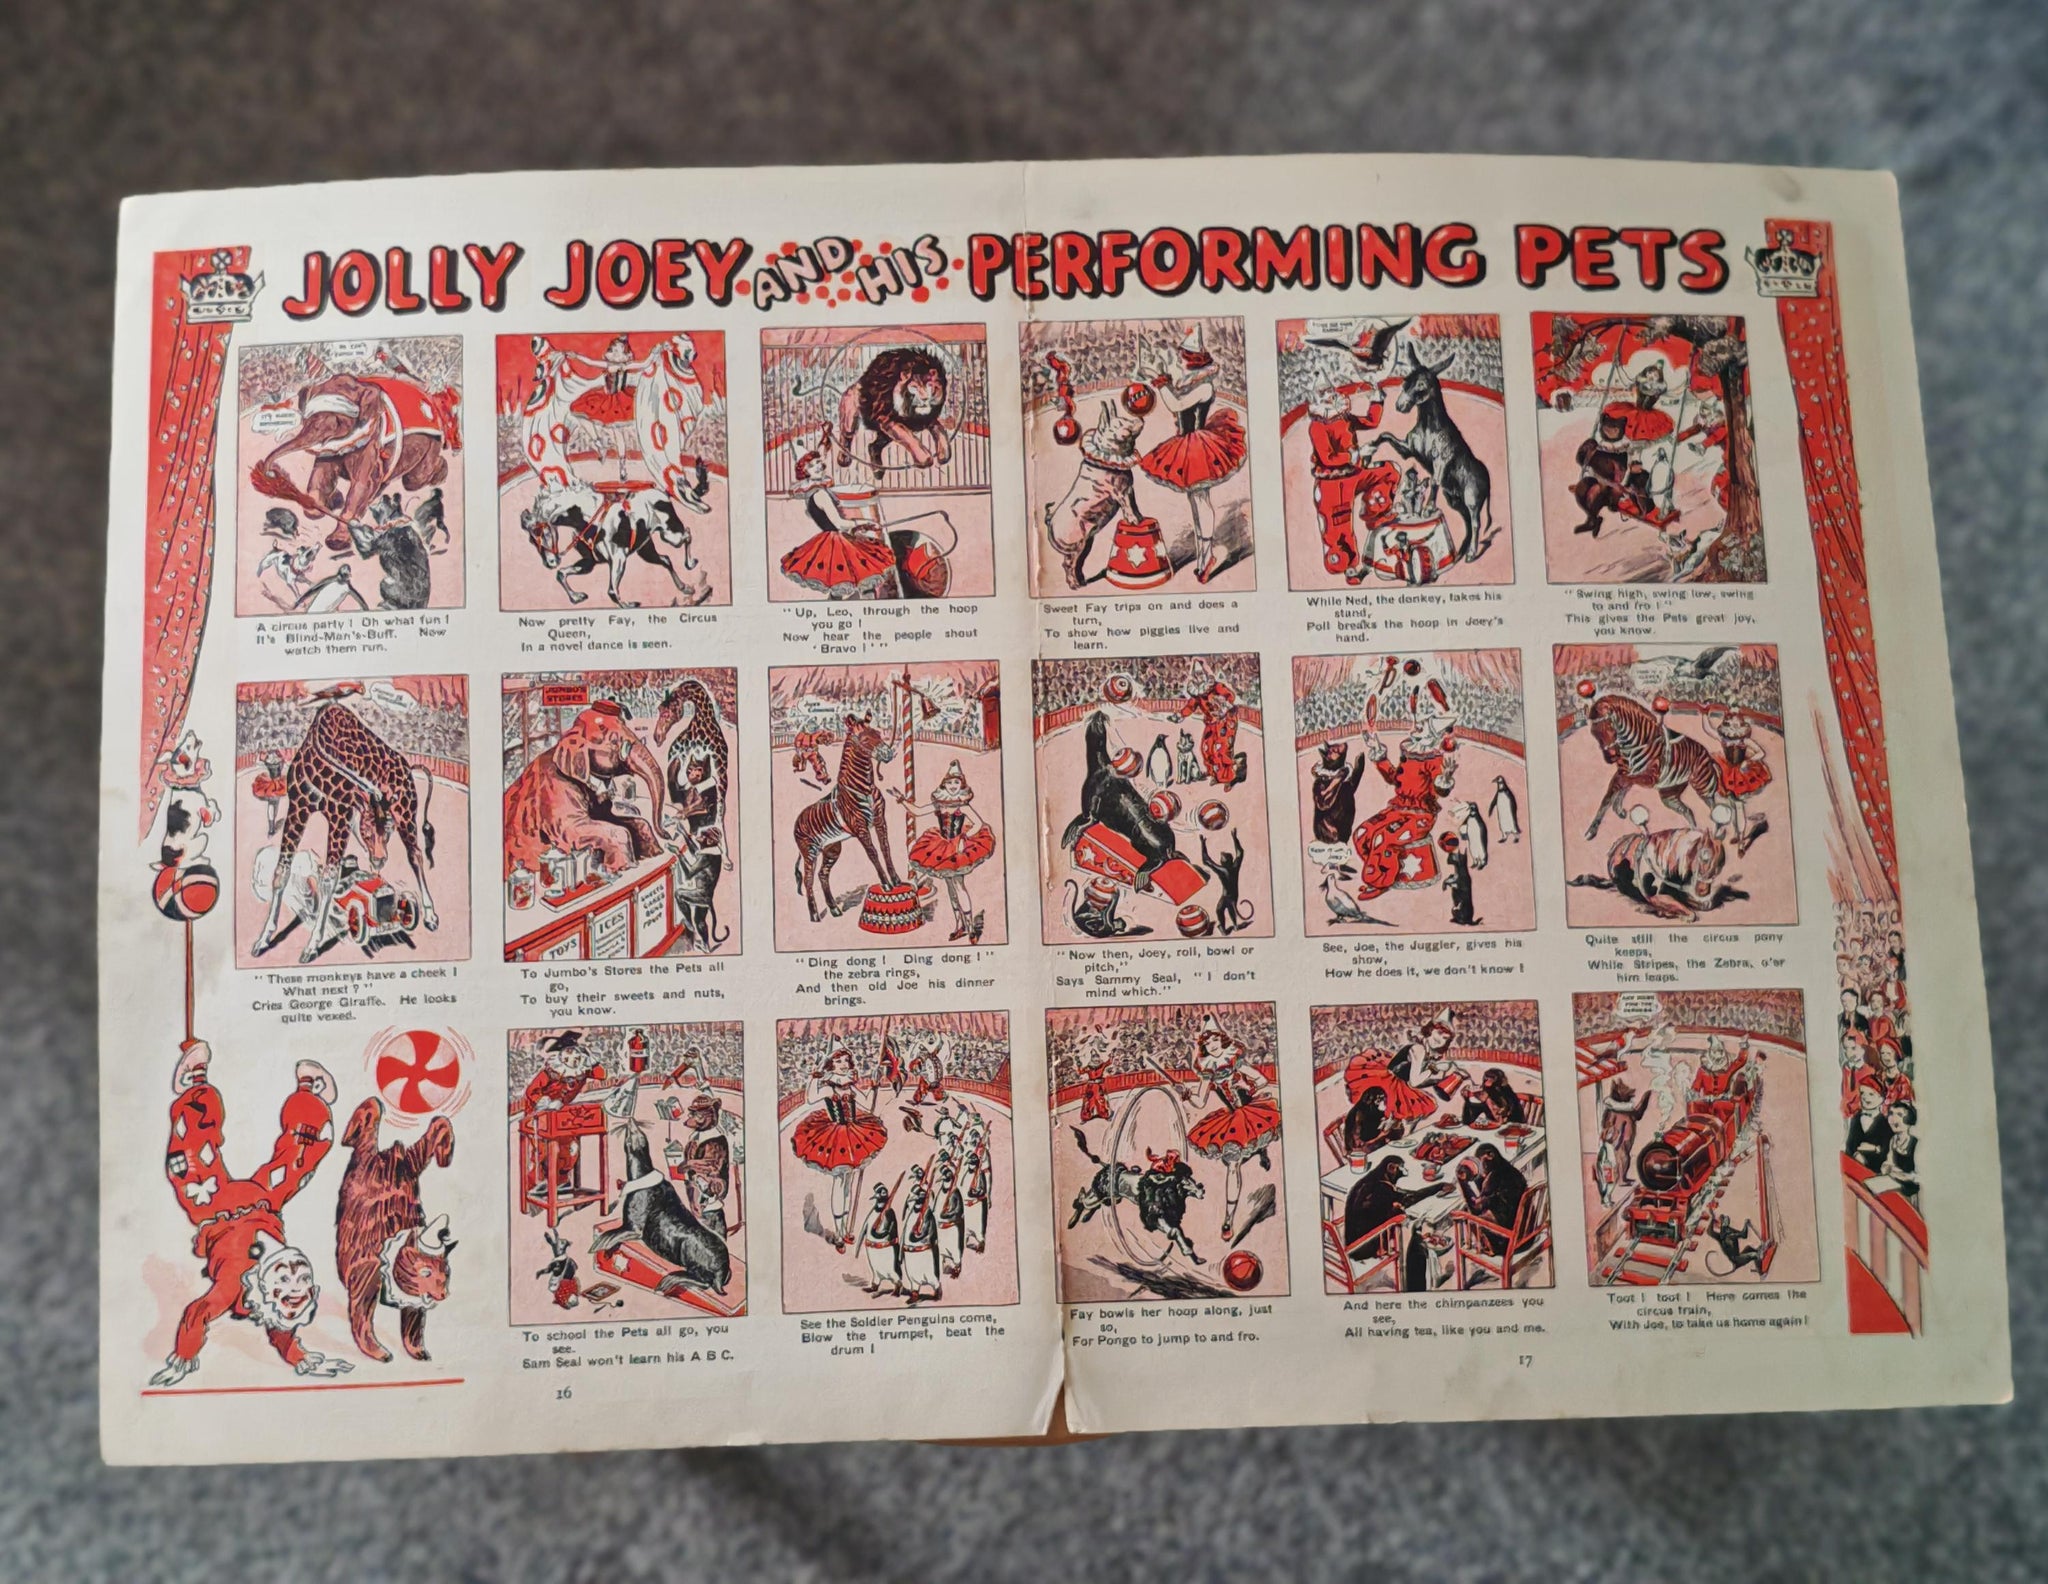 JOLLY JOEY AND HIS PERFORMING PETS
A circus party ! Oh what fun !
It's Blind-Man's-Buff. Now
watch them run.
Now pretty Fay, the Circus
Queen,
In a novel dance is seen.
" Up, Leo, through the hoop
you go !
Now hear the people shout
' Bravo ! ' "
Sweet Fay trips on and does a
turn,
To show how piggies live and
learn.
While Ned, the donkey, takes his
stand,
Poll breaks the hoop in Joey's
hand.
" Swing high, swing low, swing
to and fro ! "
This gives the Pets great joy,
you know.
" These monkeys have a cheek !
What next ? "
Cries George Giraffe. He looks
quite vexed.
JUMBO'S
STORES
TOYS
ICES
SWEETS
CAKES
BUNS
To Jumbo's Stores the Pets all
go,
To buy their sweets and nuts,
you know.
" Ding dong ! Ding dong ! "
the zebra rings,
And then old Joe his dinner
brings.
" Now then, Joey, roll, bowl or
pitch,"
Says Sammy Seal, " I don't
mind which."
See, Joe, the Juggler, gives his
show,
How he does it, we don't know !
Quite still the circus pony
keeps,
While Stripes, the Zebra, o'er
him leaps.
To school the Pets all go, you
see.
Sam Seal won't learn his A B C.
See the Soldier Penguins come,
Blow the trumpet, beat the
drum !
Fay bowls her hoop along, just
so,
For Pongo to jump to and fro.
And here the chimpanzees you
see,
All having tea, like you and me.
Toot ! toot ! Here comes the
circus train,
With Joe, to take us home again !
16
17